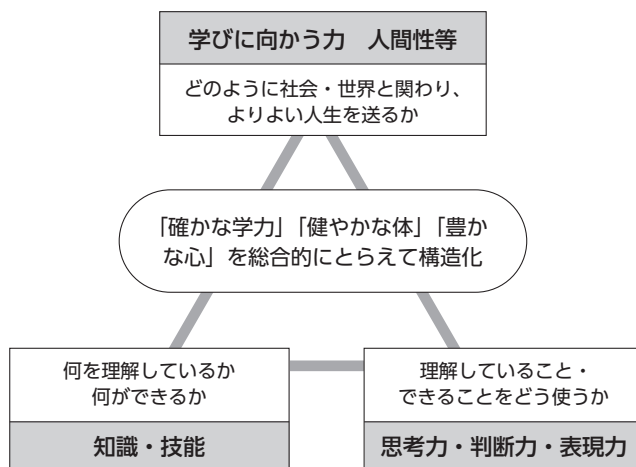 学びに向かう力　人間性等
どのように社会・世界と関わり、
よりよい人生を送るか
「確かな学力」「健やかな体」「豊か
な心」を総合的にとらえて構造化
何を理解しているか
何ができるか
知識・技能
理解していること・
できることをどう使うか
思考力・判断力・表現力